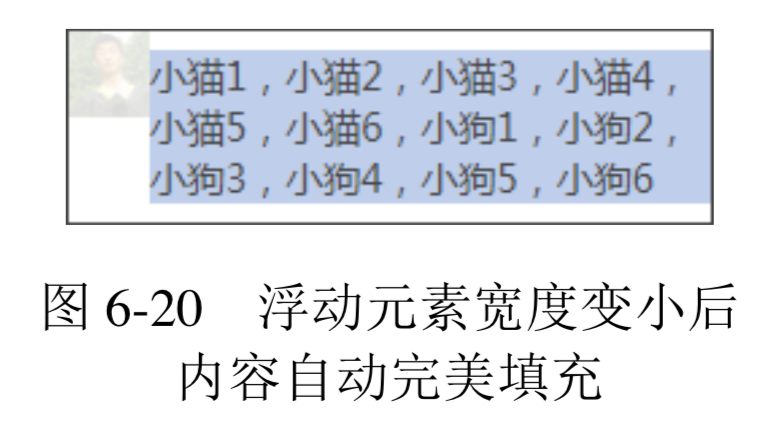 小猫1，小猫2，小猫3，小猫4，
小猫5，小猫6，小狗1，小狗2，
小狗3，小狗4，小狗5，小狗6
图 6-20 浮动元素宽度变小后
内容自动完美填充